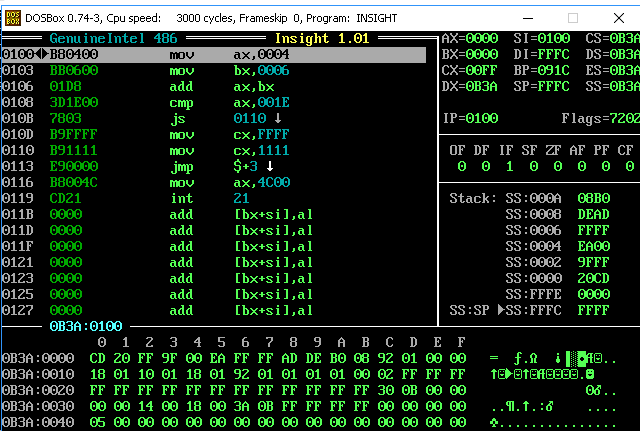 DOSBox 0.74-3, Cpu speed: 3000 cycles, Frameskip 0, Program: INSIGHT
GenuineIntel 486 Insight 1.01
0100 B80400 mov ax,0004
0103 BB0600 mov bx,0006
0106 01D8 add ax,bx
0108 3D1E00 cmp ax,001E
010B 7803 js 0110 ↓
010D B9FFFF mov cx,FFFF
0110 B91111 mov cx,1111
0113 E90000 jmp $+3 ↓
0116 B8004C mov ax,4C00
0119 CD21 int 21
011B 0000 add [bx+si],al
011D 0000 add [bx+si],al
011F 0000 add [bx+si],al
0121 0000 add [bx+si],al
0123 0000 add [bx+si],al
0125 0000 add [bx+si],al
0127 0000 add [bx+si],al
0B3A:0100
AX=0000 SI=0100 CS=0B3A
BX=0000 DI=FFFC DS=0B3A
CX=00FF BP=091C ES=0B3A
DX=0B3A SP=FFFC SS=0B3A
IP=0100 Flags=7202
OF DF IF SF ZF AF PF CF
0 0 1 0 0 0 0 0
Stack: SS:000A 08B0
SS:0008 DEAD
SS:0006 FFFF
SS:0004 EA00
SS:0002 9FFF
SS:0000 20CD
SS:FFFE 0000
SS:SP ▶SS:FFFC FFFF
0 1 2 3 4 5 6 7 8 9 A B C D E F
0B3A:0000 CD 20 FF 9F 00 EA FF FF AD DE B0 08 92 01 00 00
0B3A:0010 18 01 10 01 18 01 92 01 01 01 01 00 02 FF FF FF
0B3A:0020 FF FF FF FF FF FF FF FF FF FF FF FF 30 0B 00 00
0B3A:0030 00 00 14 00 18 00 3A 0B FF FF FF FF 00 00 00 00
0B3A:0040 05 00 00 00 00 00 00 00 00 00 00 00 00 00 00 00